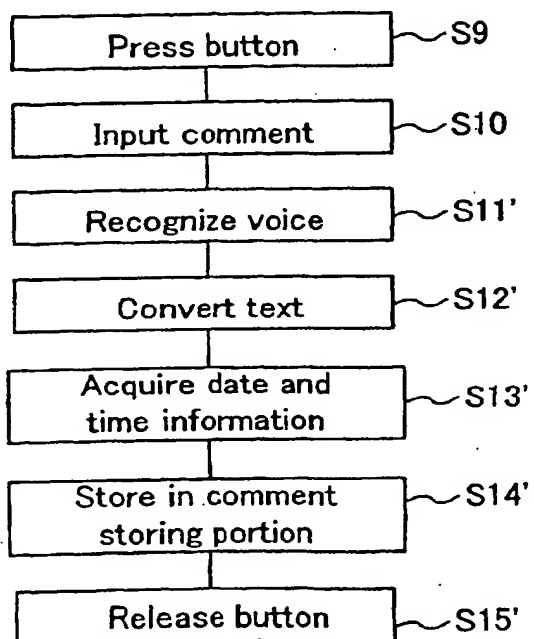 Press button S9
Input comment S10
Recognize voice S11'
Convert text S12'
Acquire date and
time information S13'
Store in comment
storing portion S14'
Release button S15'